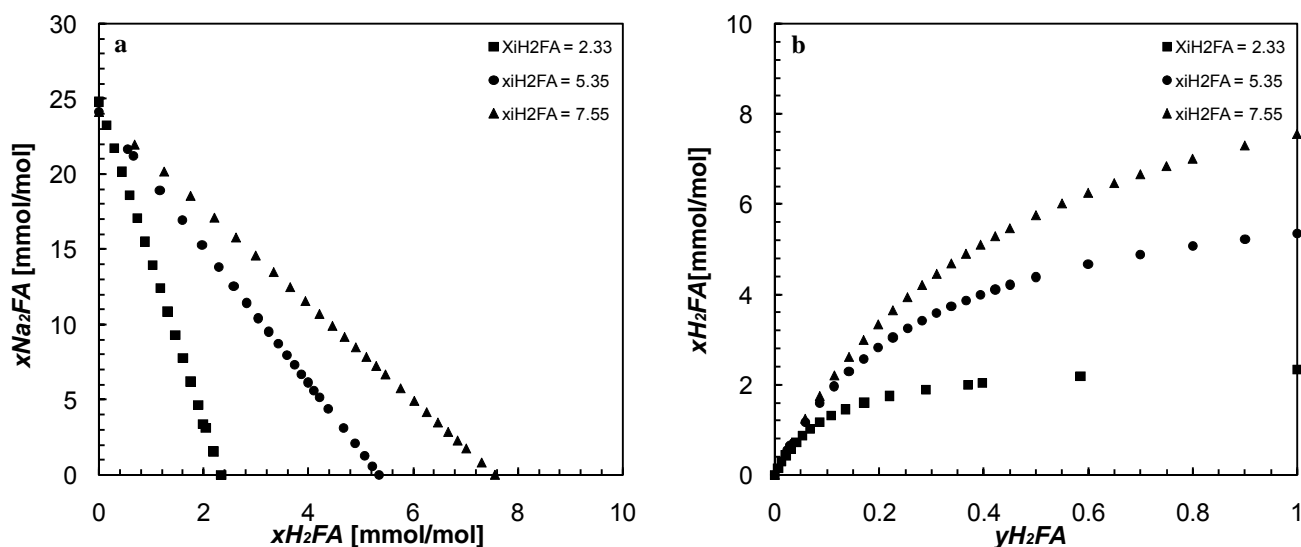 a
XiH2FA = 2.33
xiH2FA = 5.35
xiH2FA = 7.55
30
25
20
15
10
5
0
xNa₂FA [mmol/mol]
0 2 4 6 8 10
xH₂FA [mmol/mol]
b
XiH2FA = 2.33
xiH2FA = 5.35
xiH2FA = 7.55
10
8
6
4
2
0
xH₂FA[mmol/mol]
0 0.2 0.4 0.6 0.8 1
yH₂FA